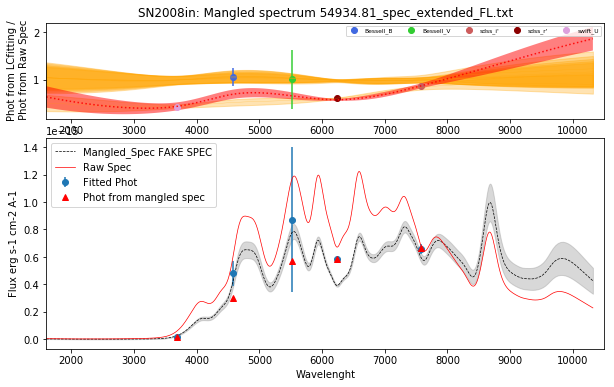 SN2008in: Mangled spectrum 54934.81_spec_extended_FL.txt
Phot from LCfitting /
Phot from Raw Spec
2
1
Bessell_B
Bessell_V
sdss_i'
sdss_r'
swift_U
2000 3000 4000 5000 6000 7000 8000 9000 10000
Flux erg s-1 cm-2 A-1
1.4
1.2
1.0
0.8
0.6
0.4
0.2
0.0
Mangled_Spec FAKE SPEC
Raw Spec
Fitted Phot
Phot from mangled spec
2000 3000 4000 5000 6000 7000 8000 9000 10000
Wavelenght